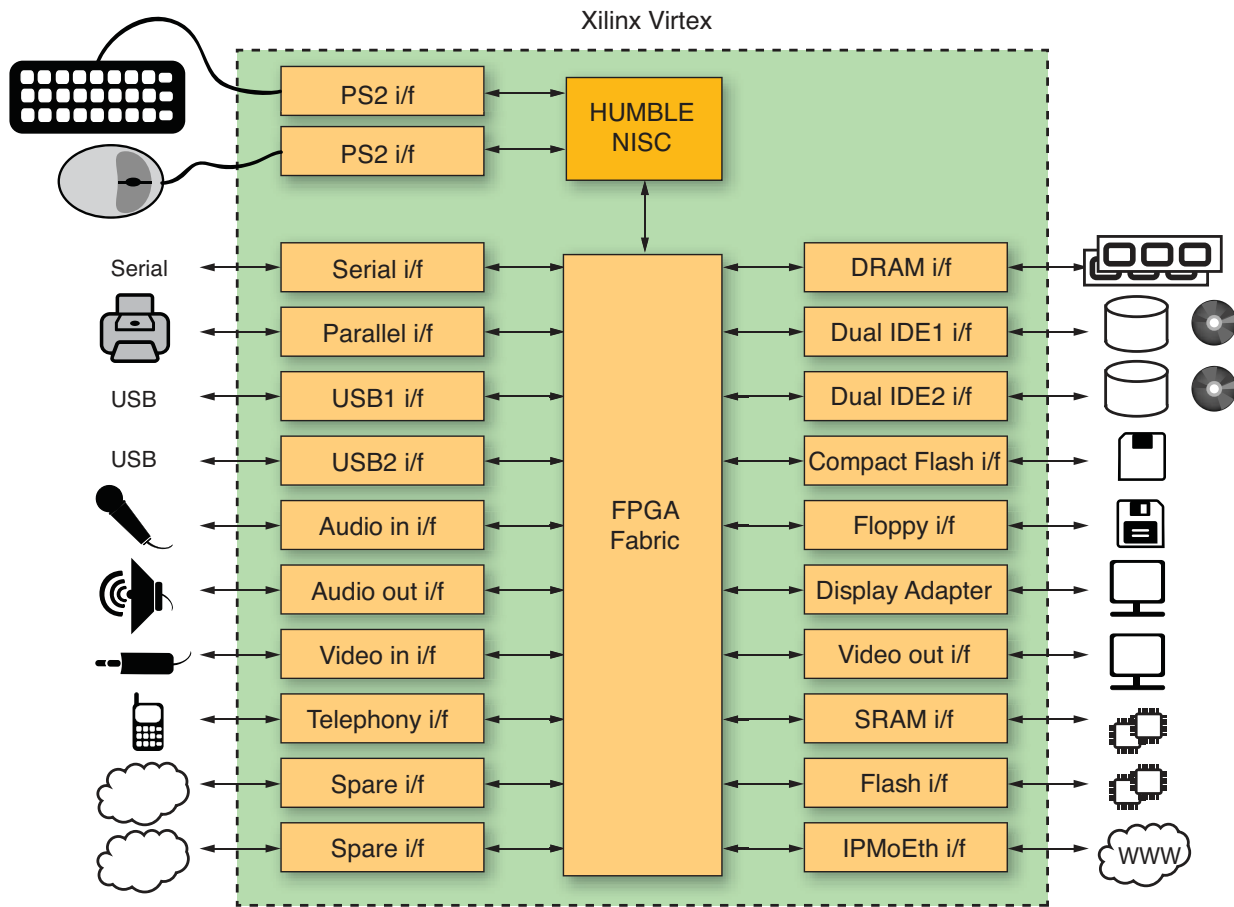 Xilinx Virtex
PS2 i/f
HUMBLE
NISC
PS2 i/f
Serial
Serial i/f
DRAM i/f
Parallel i/f
Dual IDE1 i/f
USB
USB1 i/f
Dual IDE2 i/f
USB
USB2 i/f
Compact Flash i/f
FPGA
Fabric
Audio in i/f
Floppy i/f
Audio out i/f
Display Adapter
Video in i/f
Video out i/f
Telephony i/f
SRAM i/f
Spare i/f
Flash i/f
Spare i/f
IPMoEth i/f
WWW